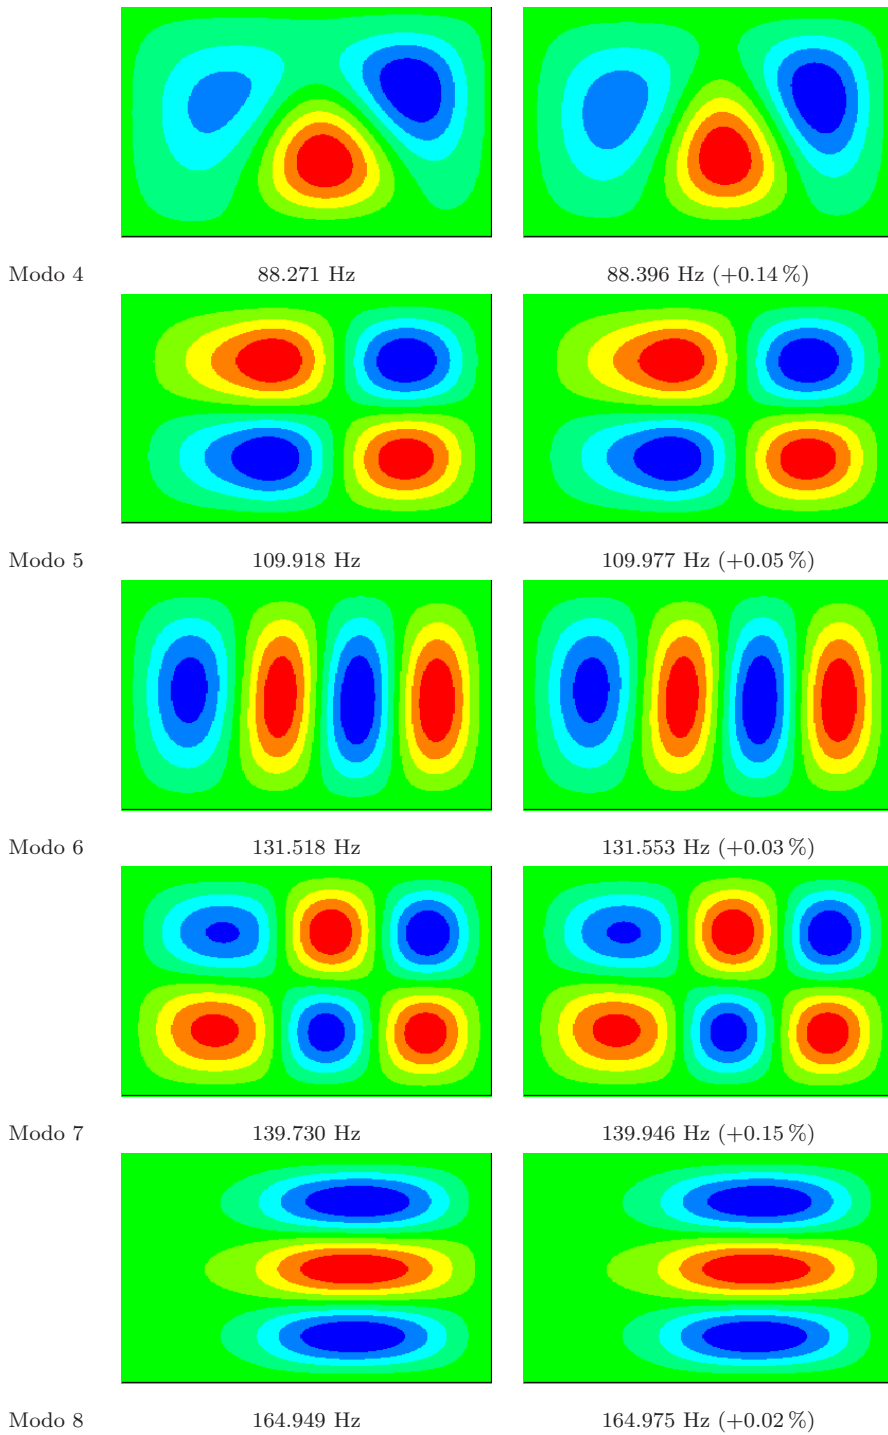 Modo 4 88.271 Hz 88.396 Hz (+0.14 %)
Modo 5 109.918 Hz 109.977 Hz (+0.05 %)
Modo 6 131.518 Hz 131.553 Hz (+0.03 %)
Modo 7 139.730 Hz 139.946 Hz (+0.15 %)
Modo 8 164.949 Hz 164.975 Hz (+0.02 %)